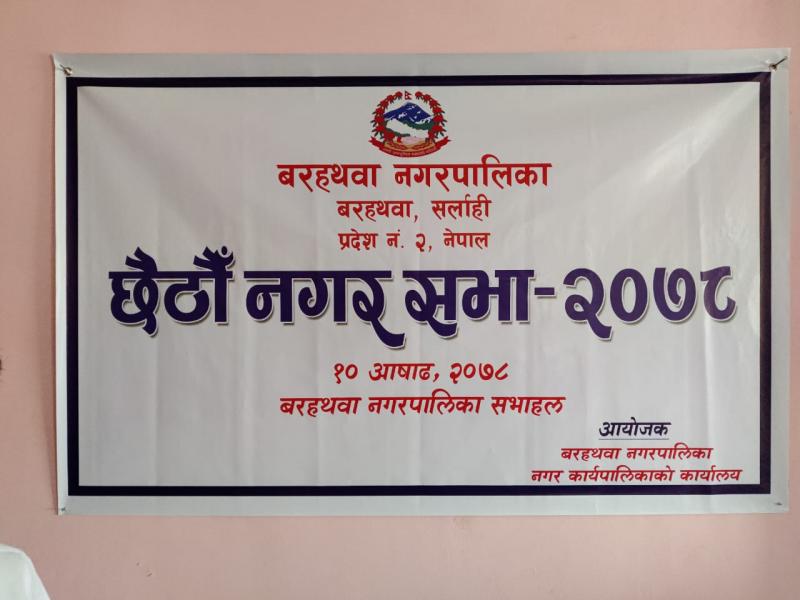 बरहथवा नगरपालिका
बरहथवा, सर्लाही
प्रदेश नं. २, नेपाल
छैठौँ नगर सभा-२०७८
१० आषाढ, २०७८
बरहथवा नगरपालिका सभाहल
आयोजक
बरहथवा नगरपालिका
नगर कार्यपालिकाको कार्यालय